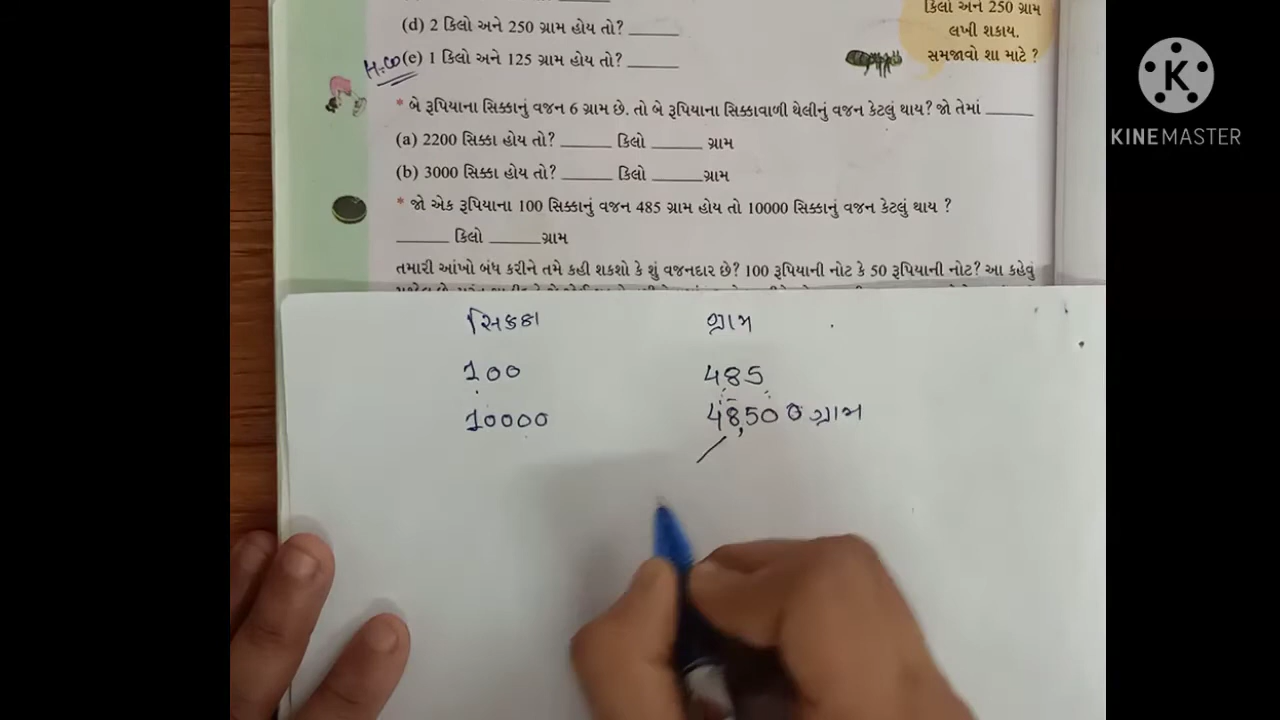 કિલો અને 250 ગ્રામ
લખી શકાય.
સમજાવો શા માટે ?
(d) 2 કિલો અને 250 ગ્રામ હોય તો? ______
(e) 1 કિલો અને 125 ગ્રામ હોય તો? ______
* બે રૂપિયાના સિક્કાનું વજન 6 ગ્રામ છે. તો બે રૂપિયાના સિક્કાવાળી થેલીનું વજન કેટલું થાય? જો તેમાં ______
(a) 2200 સિક્કા હોય તો? ______ કિલો ______ ગ્રામ
(b) 3000 સિક્કા હોય તો? ______ કિલો ______ગ્રામ
* જો એક રૂપિયાના 100 સિક્કાનું વજન 485 ગ્રામ હોય તો 10000 સિક્કાનું વજન કેટલું થાય ?
______ કિલો ______ગ્રામ
તમારી આંખો બંધ કરીને તમે કહી શકશો કે શું વજનદાર છે? 100 રૂપિયાની નોટ કે 50 રૂપિયાની નોટ? આ કહેવું
સિક્કા ગ્રામ
100 485
10000 48,500 ગ્રામ
K
KINEMASTER